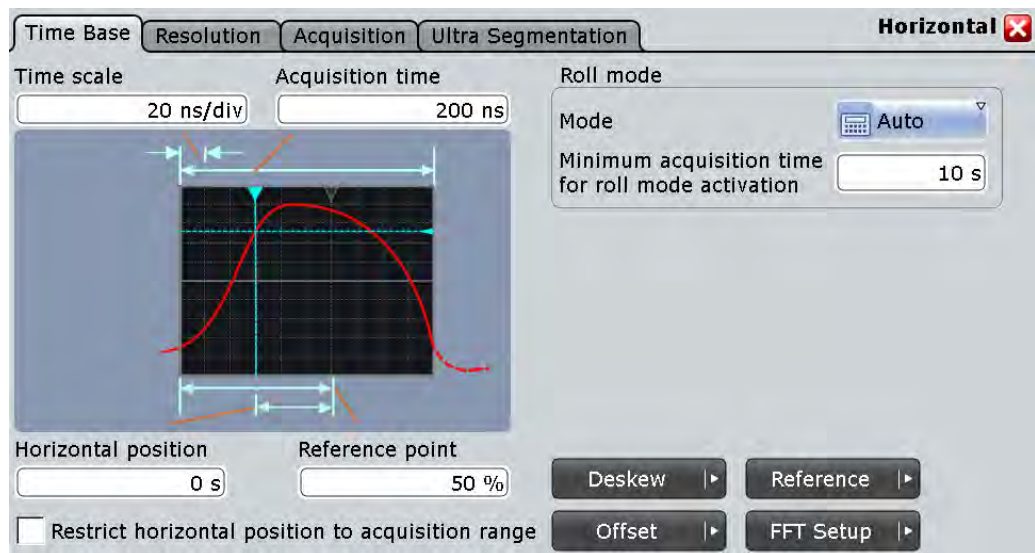 Time Base
Resolution
Acquisition
Ultra Segmentation
Horizontal
Time scale
Acquisition time
20 ns/div
200 ns
Roll mode
Mode
Auto
Minimum acquisition time
for roll mode activation
10 s
Horizontal position
Reference point
0 s
50 %
Restrict horizontal position to acquisition range
Deskew
Reference
Offset
FFT Setup